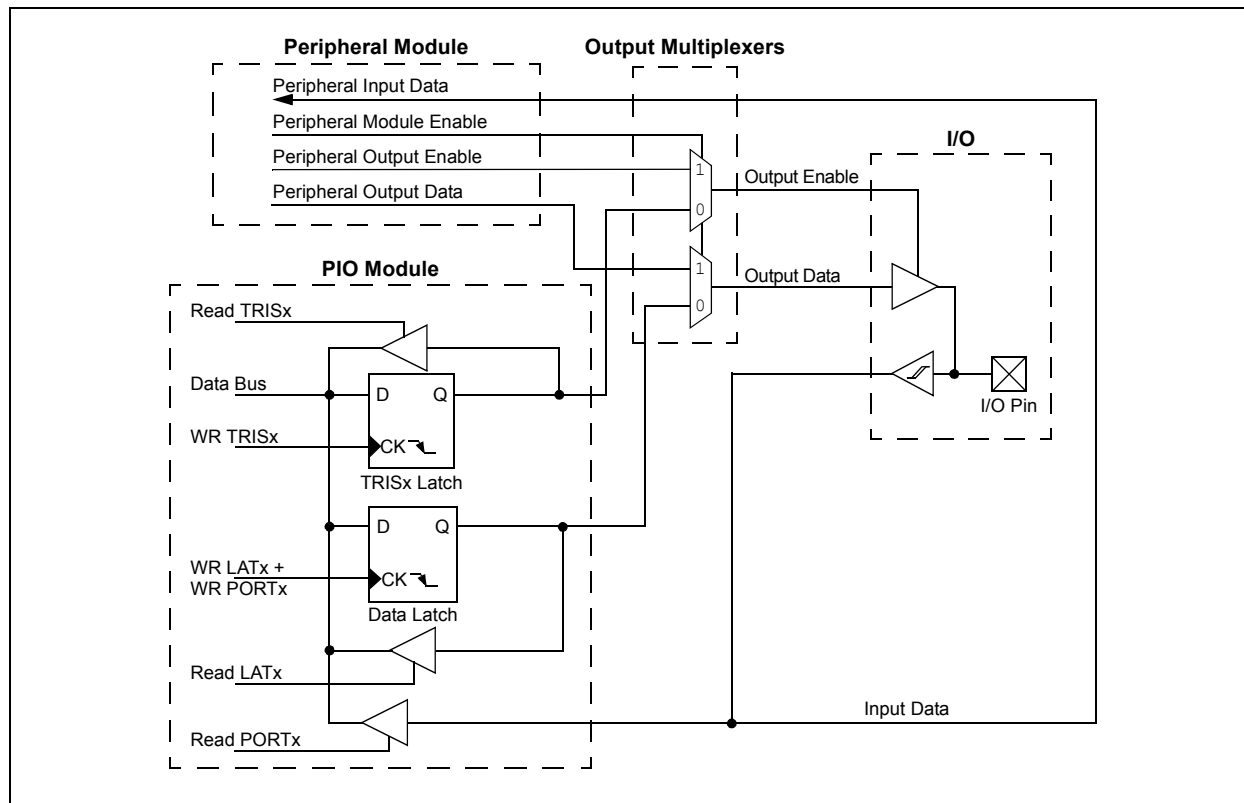 Peripheral Module
Output Multiplexers
Peripheral Input Data
Peripheral Module Enable
Peripheral Output Enable
Peripheral Output Data
1
0
Output Enable
I/O
1
0
Output Data
I/O Pin
PIO Module
Read TRISx
Data Bus
D
Q
WR TRISx
CK
TRISx Latch
D
Q
WR LATx +
WR PORTx
CK
Data Latch
Read LATx
Read PORTx
Input Data